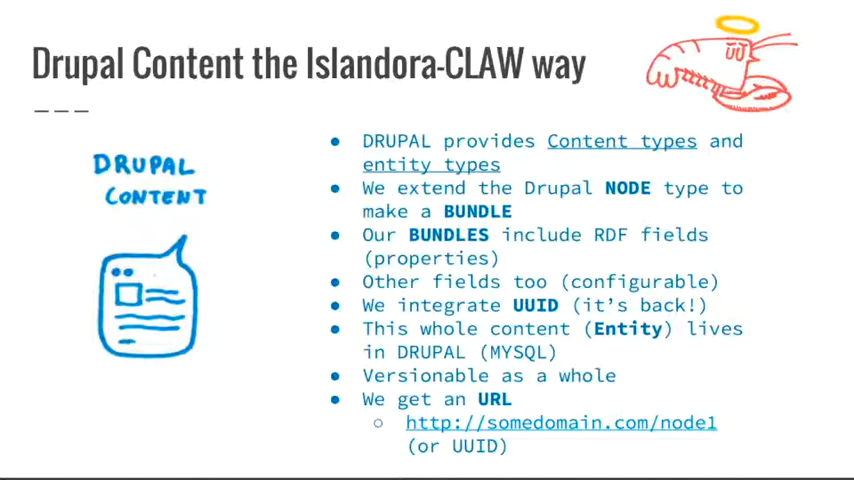 Drupal Content the Islandora-CLAW way
DRUPAL
CONTENT
● DRUPAL provides Content types and
entity types
● We extend the Drupal NODE type to
make a BUNDLE
● Our BUNDLES include RDF fields
(properties)
● Other fields too (configurable)
● We integrate UUID (it’s back!)
● This whole content (Entity) lives
in DRUPAL (MYSQL)
● Versionable as a whole
● We get an URL
○ http://somedomain.com/node1
(or UUID)